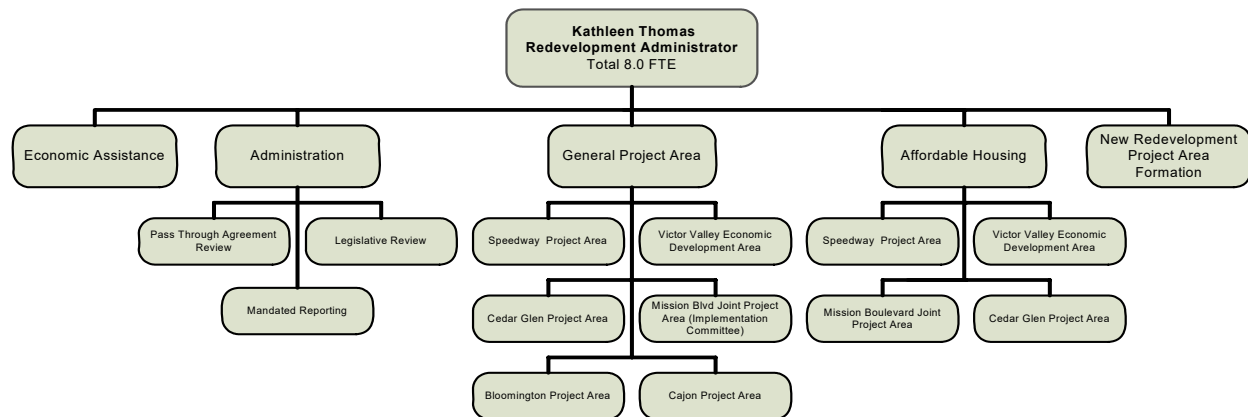 Kathleen Thomas
Redevelopment Administrator
Total 8.0 FTE
Economic Assistance
Administration
General Project Area
Affordable Housing
New Redevelopment
Project Area
Formation
Pass Through Agreement
Review
Legislative Review
Speedway Project Area
Victor Valley Economic
Development Area
Speedway Project Area
Victor Valley Economic
Development Area
Mandated Reporting
Cedar Glen Project Area
Mission Blvd Joint Project
Area (Implementation
Committee)
Mission Boulevard Joint
Project Area
Cedar Glen Project Area
Bloomington Project Area
Cajon Project Area